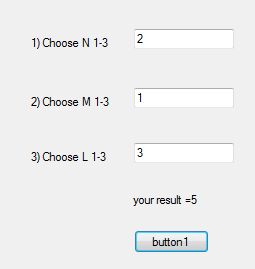 1) Choose N 1-3 2
2) Choose M 1-3 1
3) Choose L 1-3 3
your result =5
button1